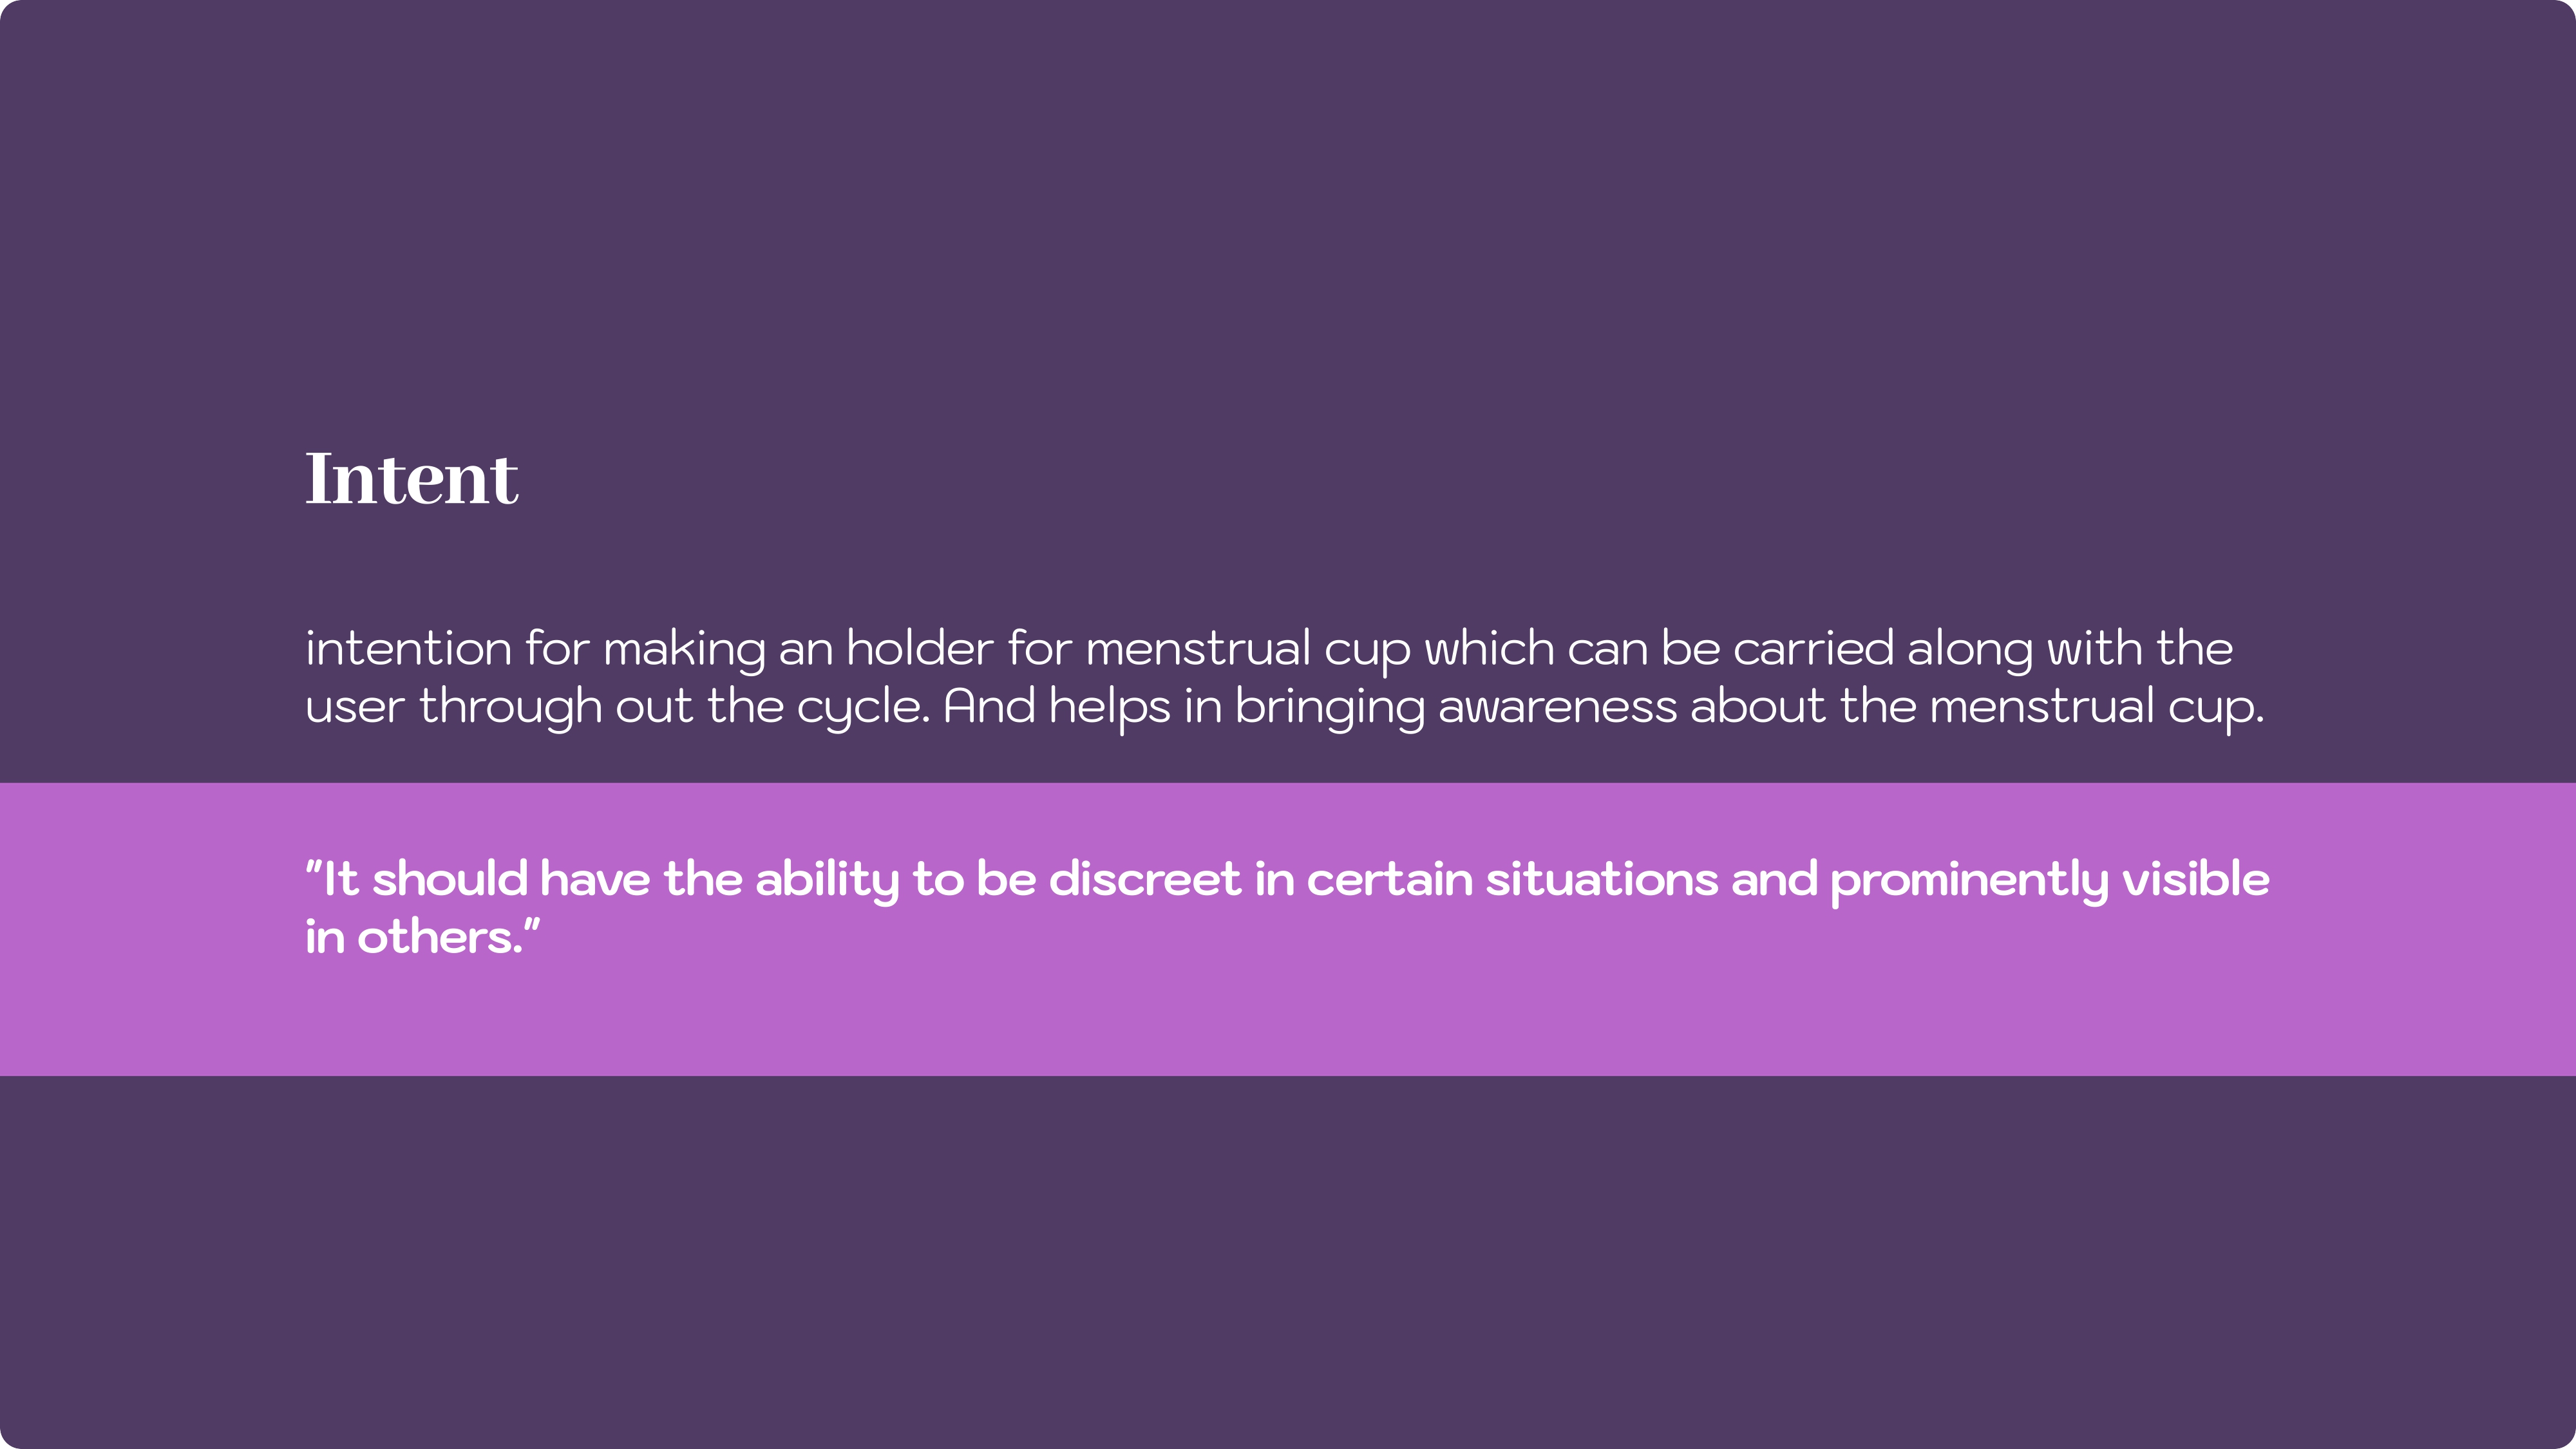 Intent
intention for making an holder for menstrual cup which can be carried along with the
user through out the cycle. And helps in bringing awareness about the menstrual cup.
"It should have the ability to be discreet in certain situations and prominently visible
in others."